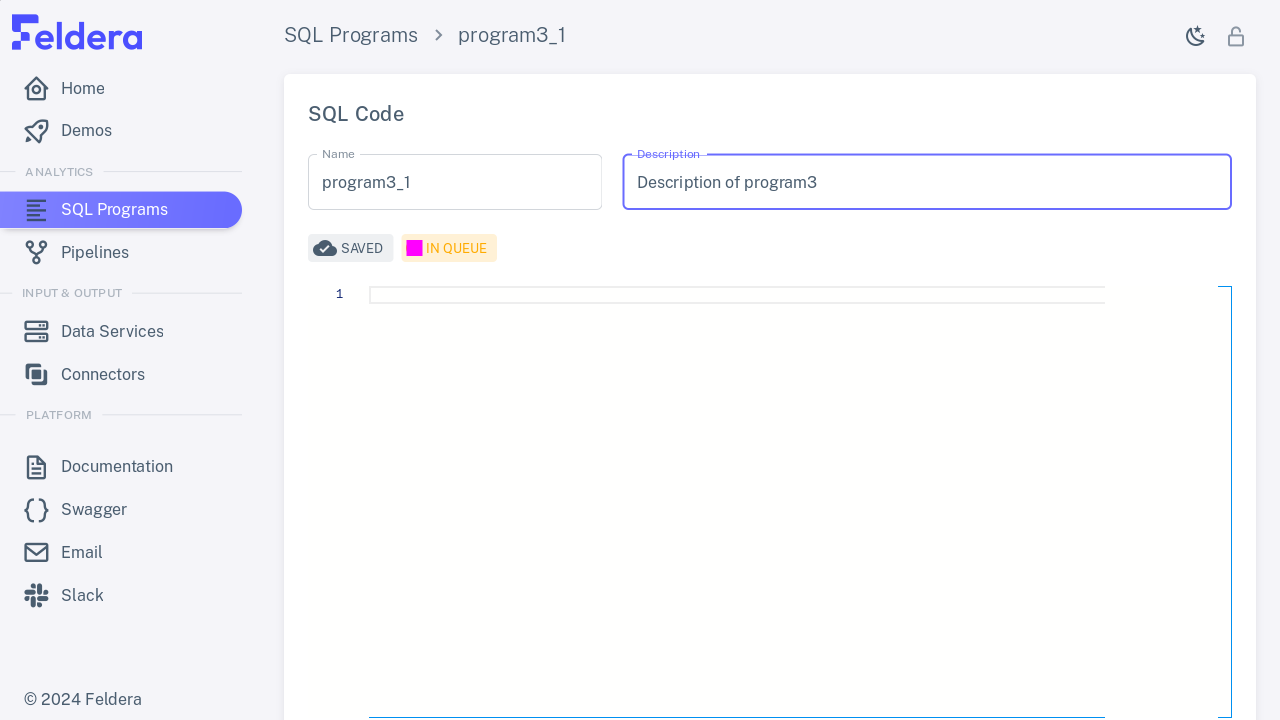 Feldera
Home
Demos
ANALYTICS
SQL Programs
Pipelines
INPUT & OUTPUT
Data Services
Connectors
PLATFORM
Documentation
Swagger
Email
Slack
© 2024 Feldera
SQL Programs > program3_1
SQL Code
Name
program3_1
Description
Description of program3
SAVED
IN QUEUE
1